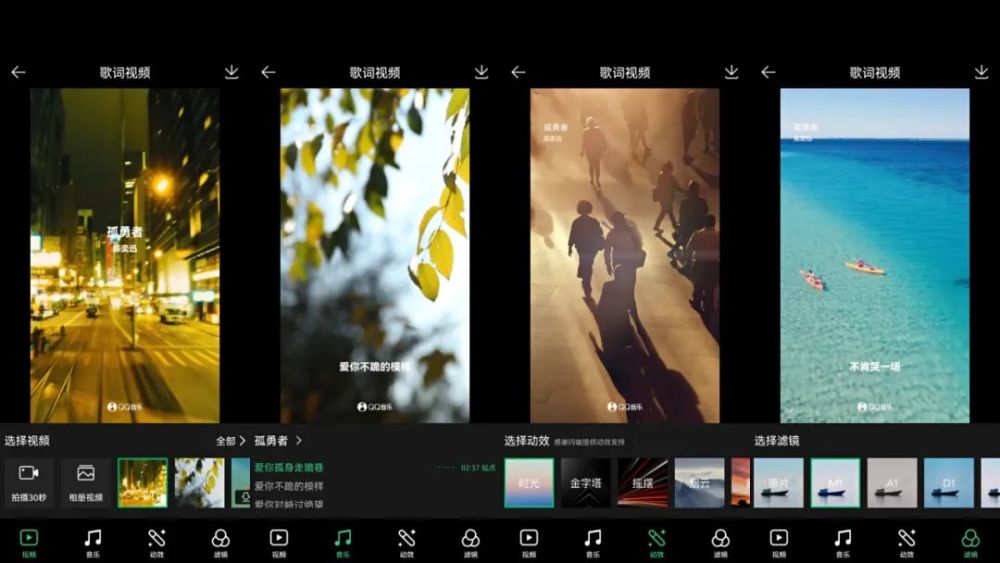 歌词视频
孤勇者
陈奕迅
QQ音乐
选择视频
全部
拍摄30秒
相册视频
视频
音乐
动效
滤镜
歌词视频
爱你不跪的模样
QQ音乐
孤勇者
爱你孤身走暗巷
02:37 起点
爱你不跪的模样
爱你对峙过绝望
视频
音乐
动效
滤镜
歌词视频
孤勇者
陈奕迅
QQ音乐
选择动效
感谢闪咖提供动效支持
时光
金字塔
摇摆
烟云
视频
音乐
动效
滤镜
歌词视频
孤勇者
陈奕迅
不肯哭一场
QQ音乐
选择滤镜
原片
M1
A1
D1
视频
音乐
动效
滤镜